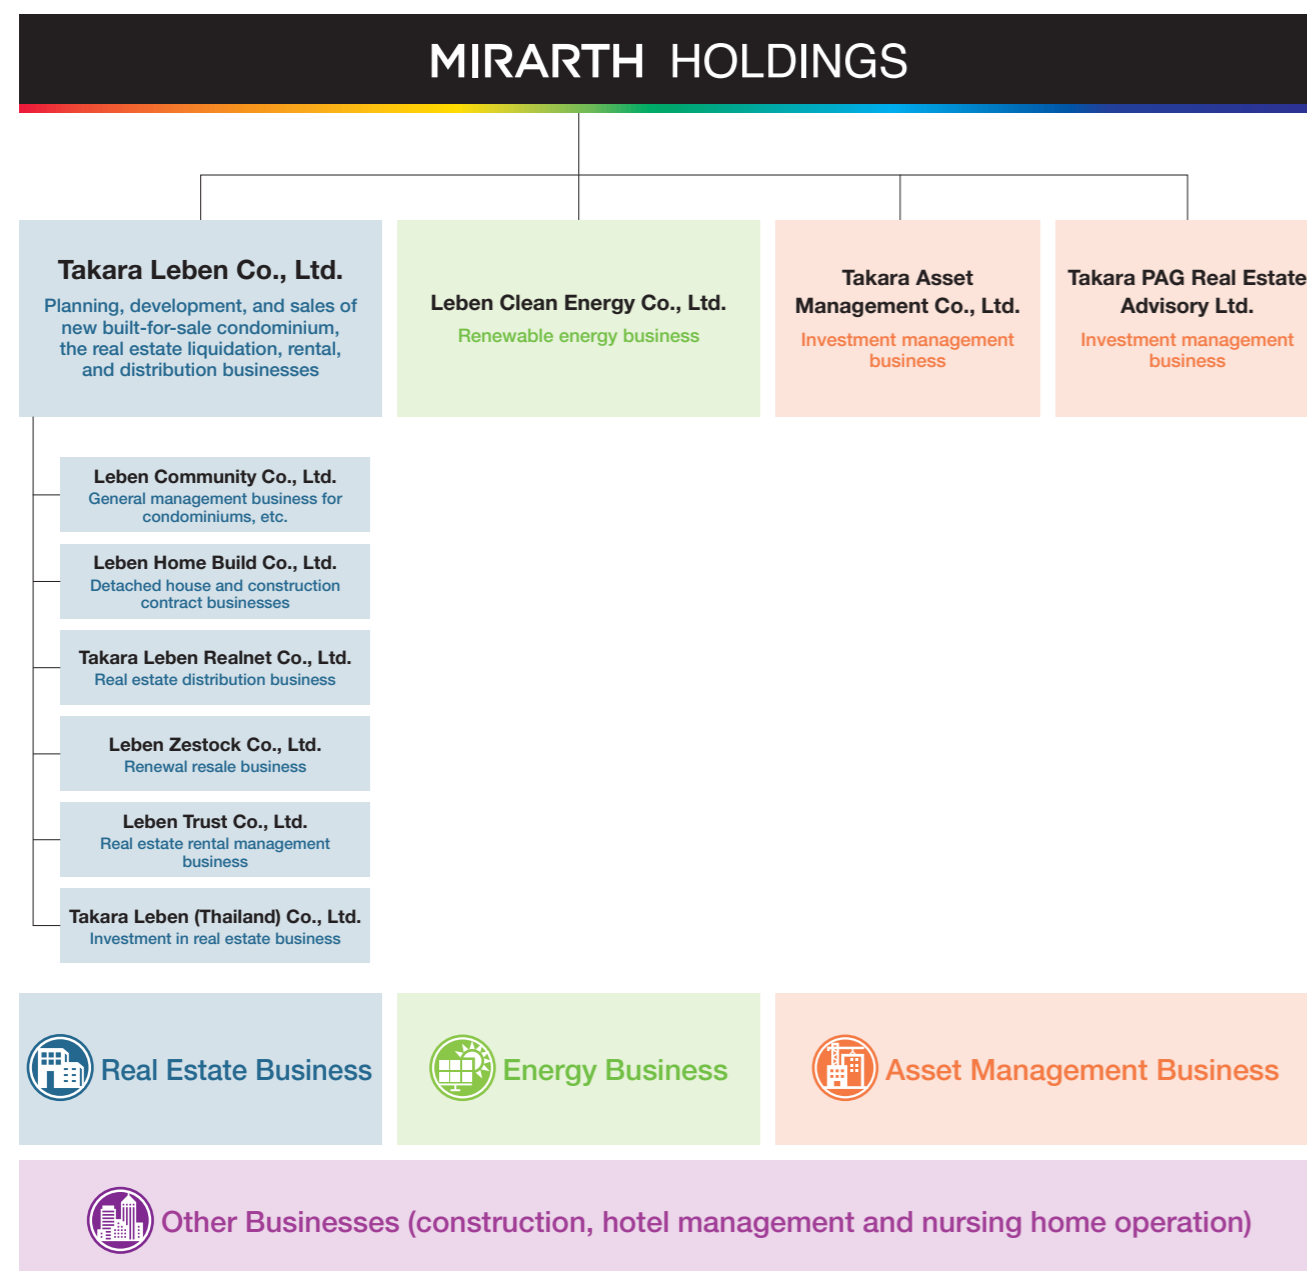 MIRARTH HOLDINGS
Takara Leben Co., Ltd.
Planning, development, and sales of
new built-for-sale condominium,
the real estate liquidation, rental,
and distribution businesses
Leben Clean Energy Co., Ltd.
Renewable energy business
Takara Asset
Management Co., Ltd.
Investment management
business
Takara PAG Real Estate
Advisory Ltd.
Investment management
business
Leben Community Co., Ltd.
General management business for
condominiums, etc.
Leben Home Build Co., Ltd.
Detached house and construction
contract businesses
Takara Leben Realnet Co., Ltd.
Real estate distribution business
Leben Zestock Co., Ltd.
Renewal resale business
Leben Trust Co., Ltd.
Real estate rental management
business
Takara Leben (Thailand) Co., Ltd.
Investment in real estate business
Real Estate Business
Energy Business
Asset Management Business
Other Businesses (construction, hotel management and nursing home operation)